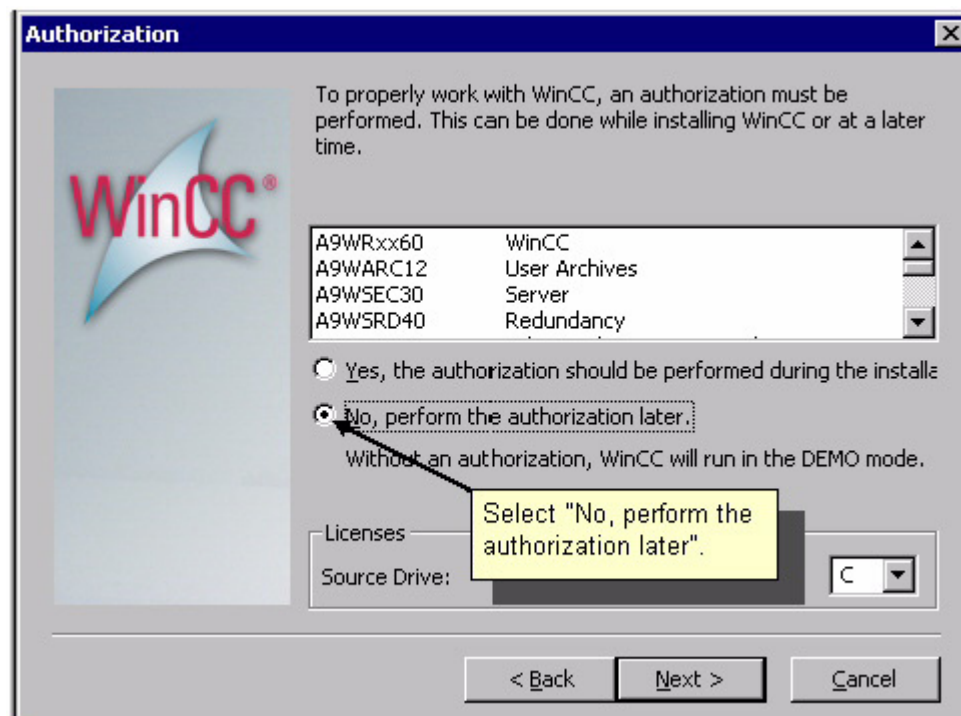 Authorization
WinCC®
To properly work with WinCC, an authorization must be
performed. This can be done while installing WinCC or at a later
time.
A9WRxx60 WinCC
A9WARC12 User Archives
A9WSEC30 Server
A9WSRD40 Redundancy
Yes, the authorization should be performed during the installa
No, perform the authorization later.
Without an authorization, WinCC will run in the DEMO mode.
Select "No, perform the
authorization later".
Licenses
Source Drive:
C
< Back
Next >
Cancel